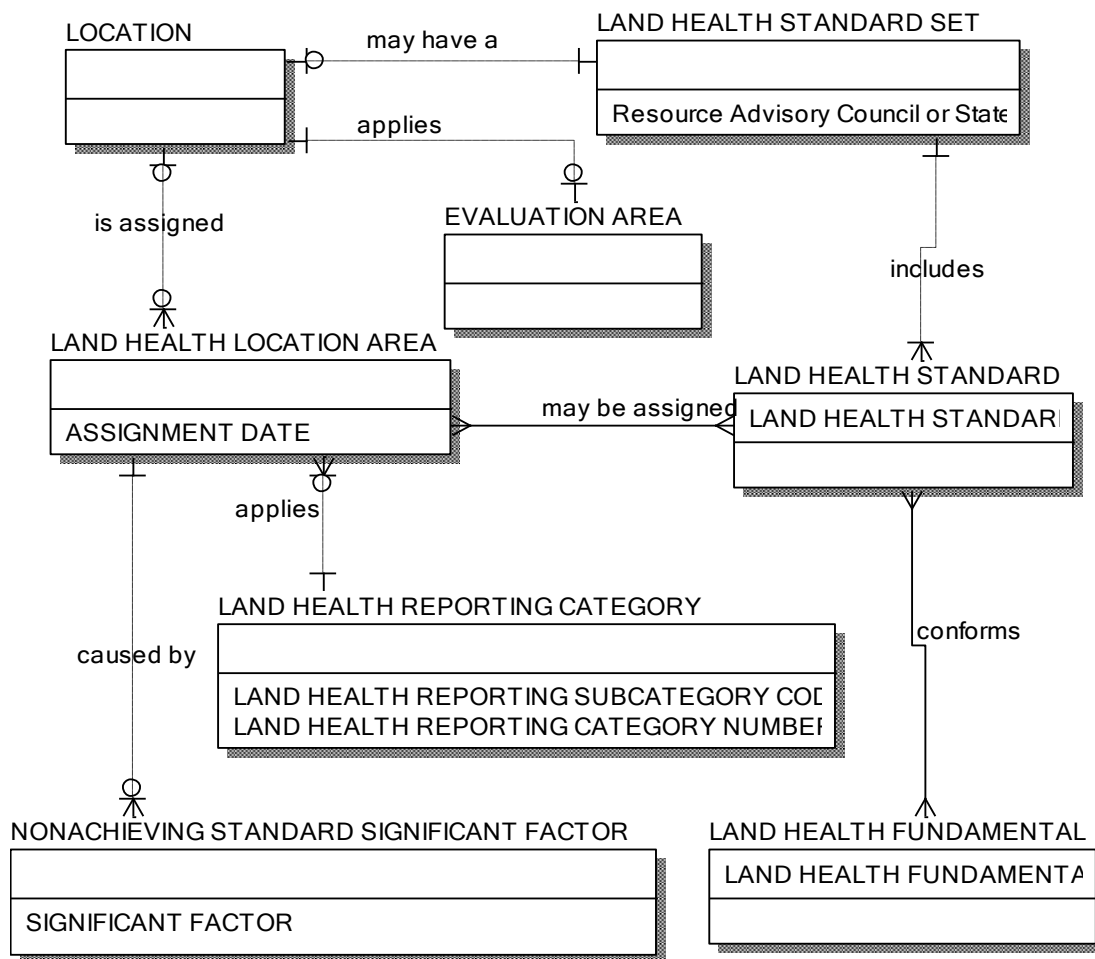 LOCATION
may have a
LAND HEALTH STANDARD SET
Resource Advisory Council or State
applies
EVALUATION AREA
is assigned
includes
LAND HEALTH LOCATION AREA
ASSIGNMENT DATE
may be assigned
LAND HEALTH STANDARD
LAND HEALTH STANDARD
applies
LAND HEALTH REPORTING CATEGORY
LAND HEALTH REPORTING SUBCATEGORY COD
LAND HEALTH REPORTING CATEGORY NUMBER
caused by
conforms
NONACHIEVING STANDARD SIGNIFICANT FACTOR
SIGNIFICANT FACTOR
LAND HEALTH FUNDAMENTAL
LAND HEALTH FUNDAMENTA